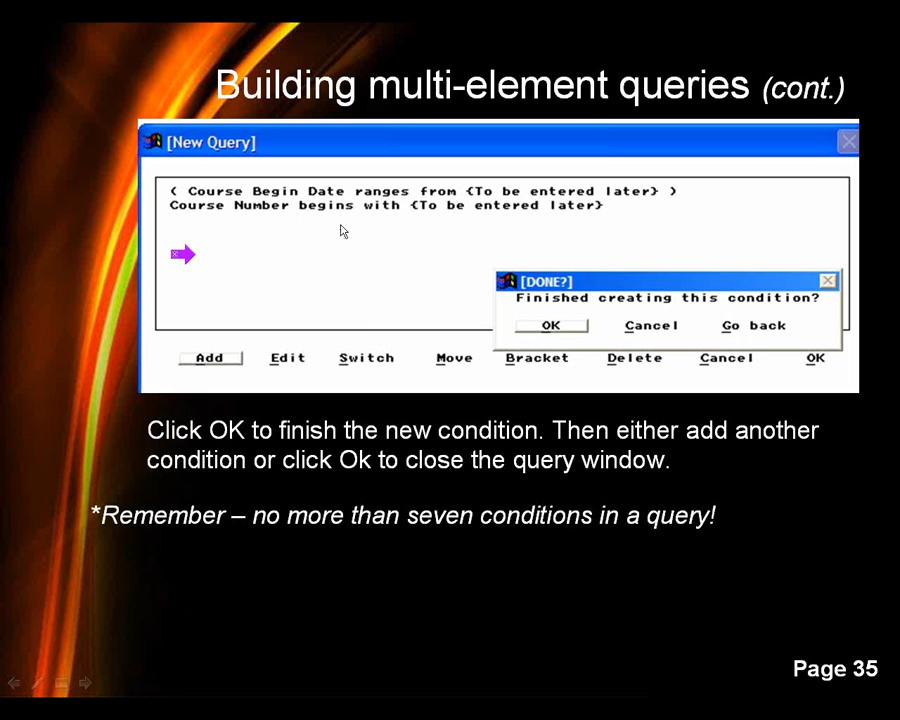 Building multi-element queries (cont.)
[New Query]
( Course Begin Date ranges from {To be entered later} )
Course Number begins with {To be entered later}
[DONE?]
Finished creating this condition?
OK Cancel Go back
Add Edit Switch Move Bracket Delete Cancel OK
Click OK to finish the new condition. Then either add another
condition or click Ok to close the query window.
*Remember – no more than seven conditions in a query!
Page 35